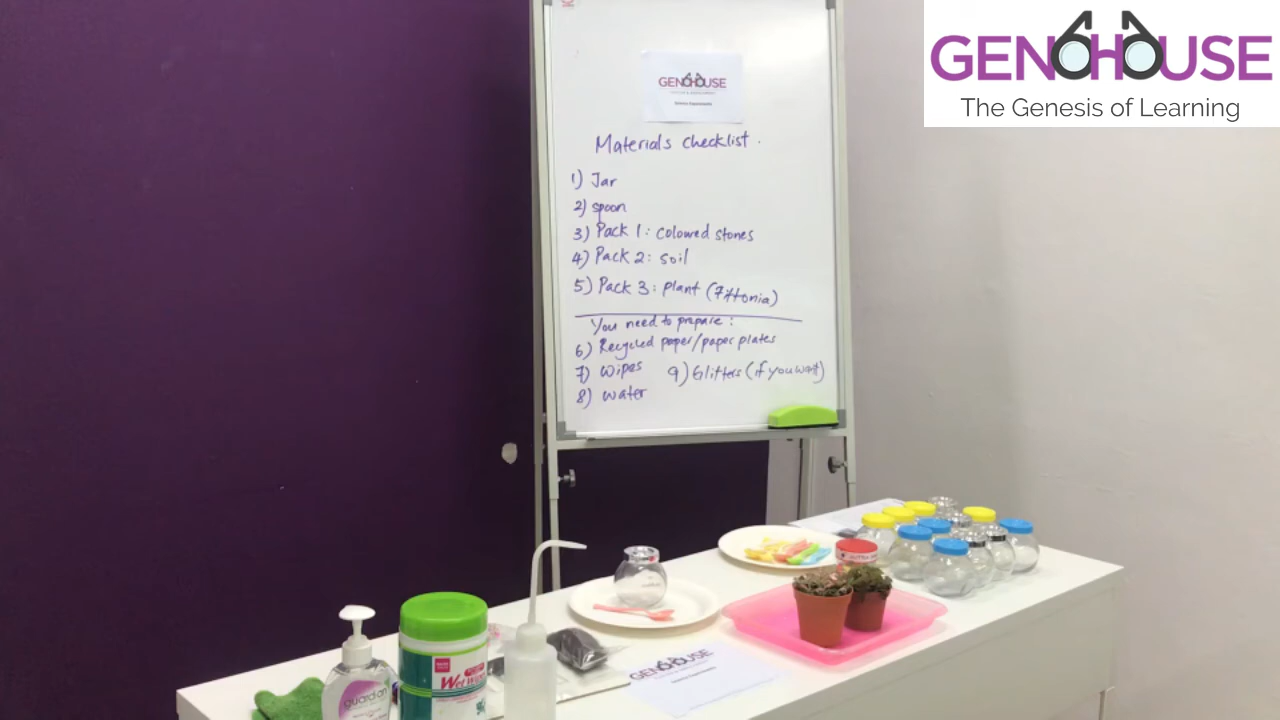 GENOHOUSE
The Genesis of Learning
GENOHOUSE
Materials checklist.
1) Jar
2) spoon
3) Pack 1: colowed stones
4) Pack 2: soil
5) Pack 3: plant (Fittonia)
You need to prepare:
6) Recycled paper/paper plates
7) Wipes
9) Glitters (if you want)
8) water
GENOHOUSE
guardian
Wet Wipes